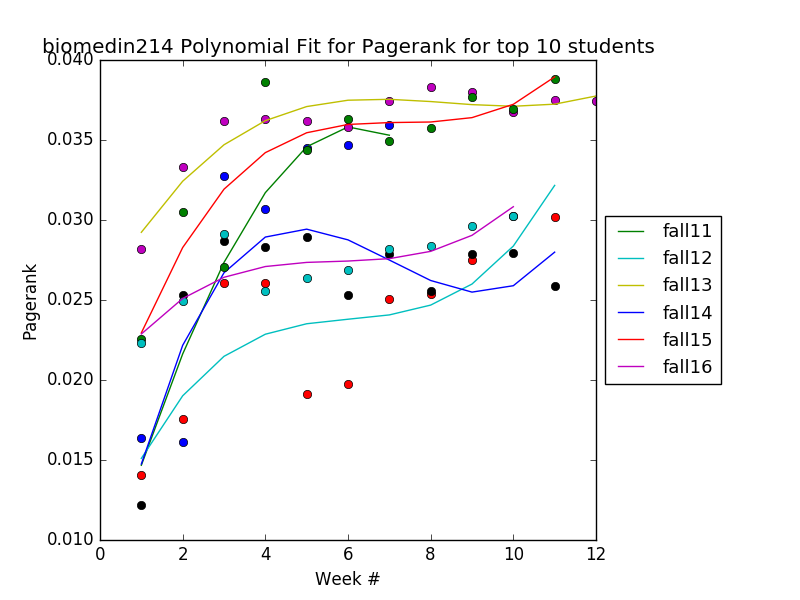 biomedin214 Polynomial Fit for Pagerank for top 10 students
0.040
0.035
0.030
0.025
0.020
0.015
0.010
Pagerank
0 2 4 6 8 10 12
Week #
fall11
fall12
fall13
fall14
fall15
fall16